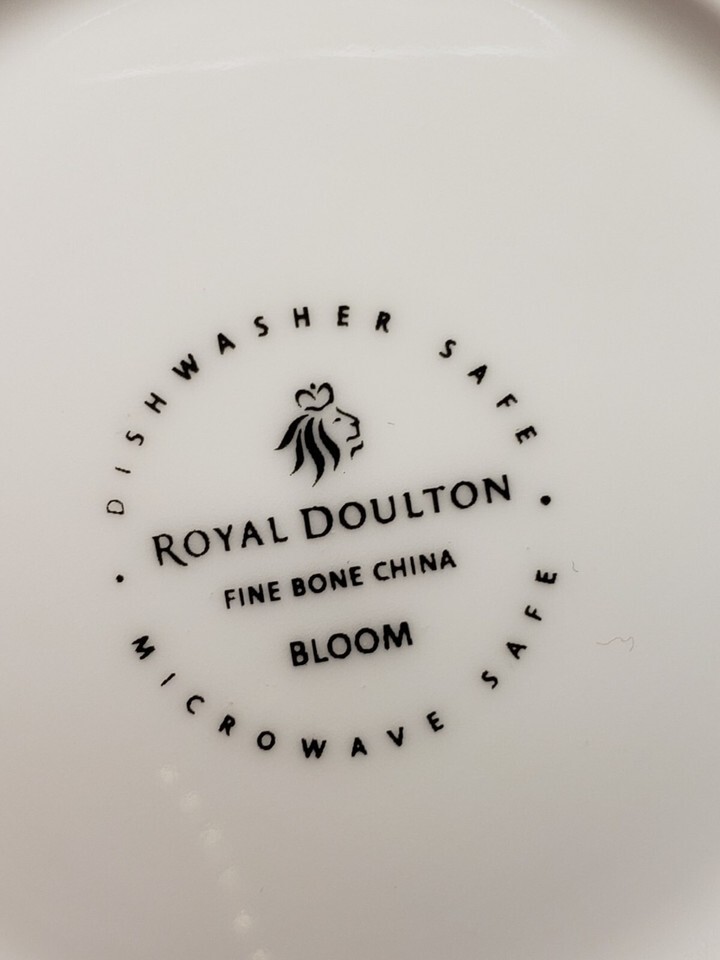 DISHWASHER SAFE
ROYAL DOULTON
FINE BONE CHINA
BLOOM
MICROWAVE SAFE